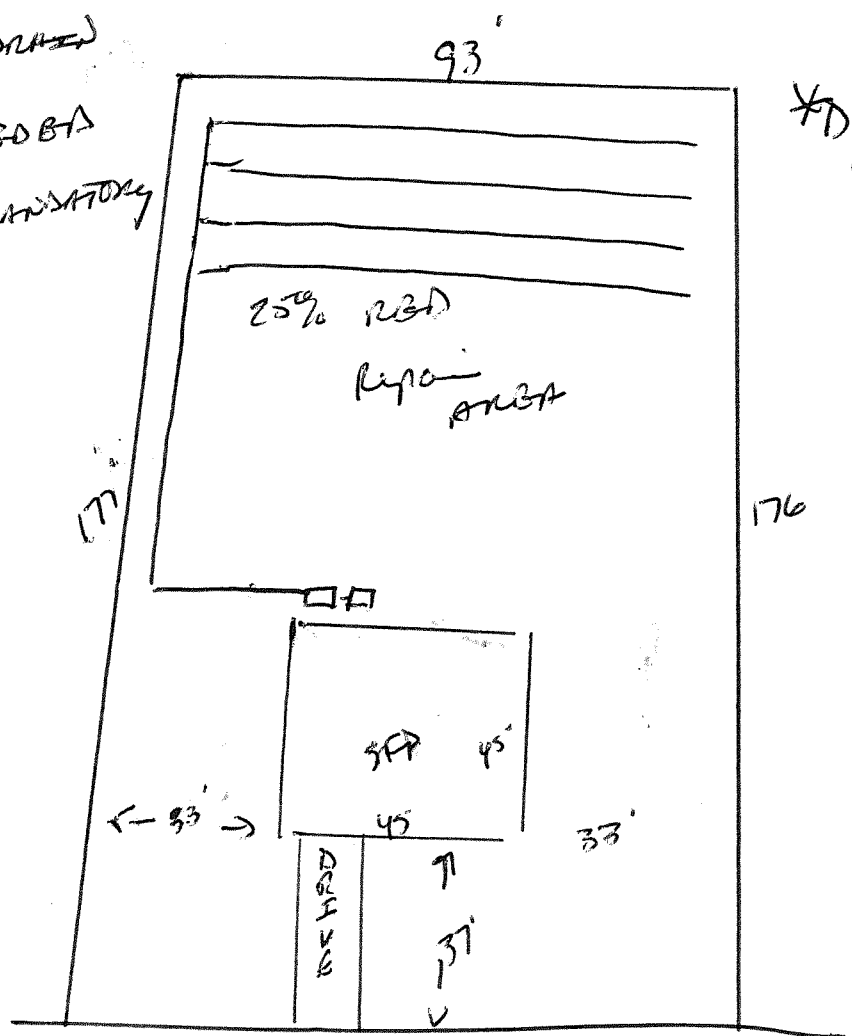 93'
25% RED
Repair
AREA
177
176
SFD 45'
← 33' →
45
33'
DRIVE
37'